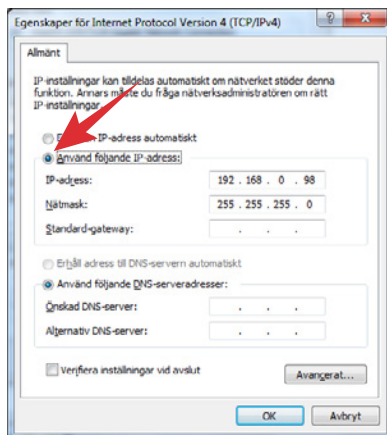 Egenskaper för Internet Protocol Version 4 (TCP/IPv4)
Allmänt
IP-inställningar kan tilldelas automatiskt om nätverket stöder denna
funktion. Annars måste du fråga nätverksadministratören om rätt
IP-inställningar.
IP-adress automatiskt
Använd följande IP-adress:
IP-adress: 192 . 168 . 0 . 98
Nätmask: 255 . 255 . 255 . 0
Standard-gateway: . . .
Erhåll adress till DNS-servern automatiskt
Använd följande DNS-serveradresser:
Önskad DNS-server: . . .
Alternativ DNS-server: . . .
Verifiera inställningar vid avslut
Avancerat...
OK Avbryt